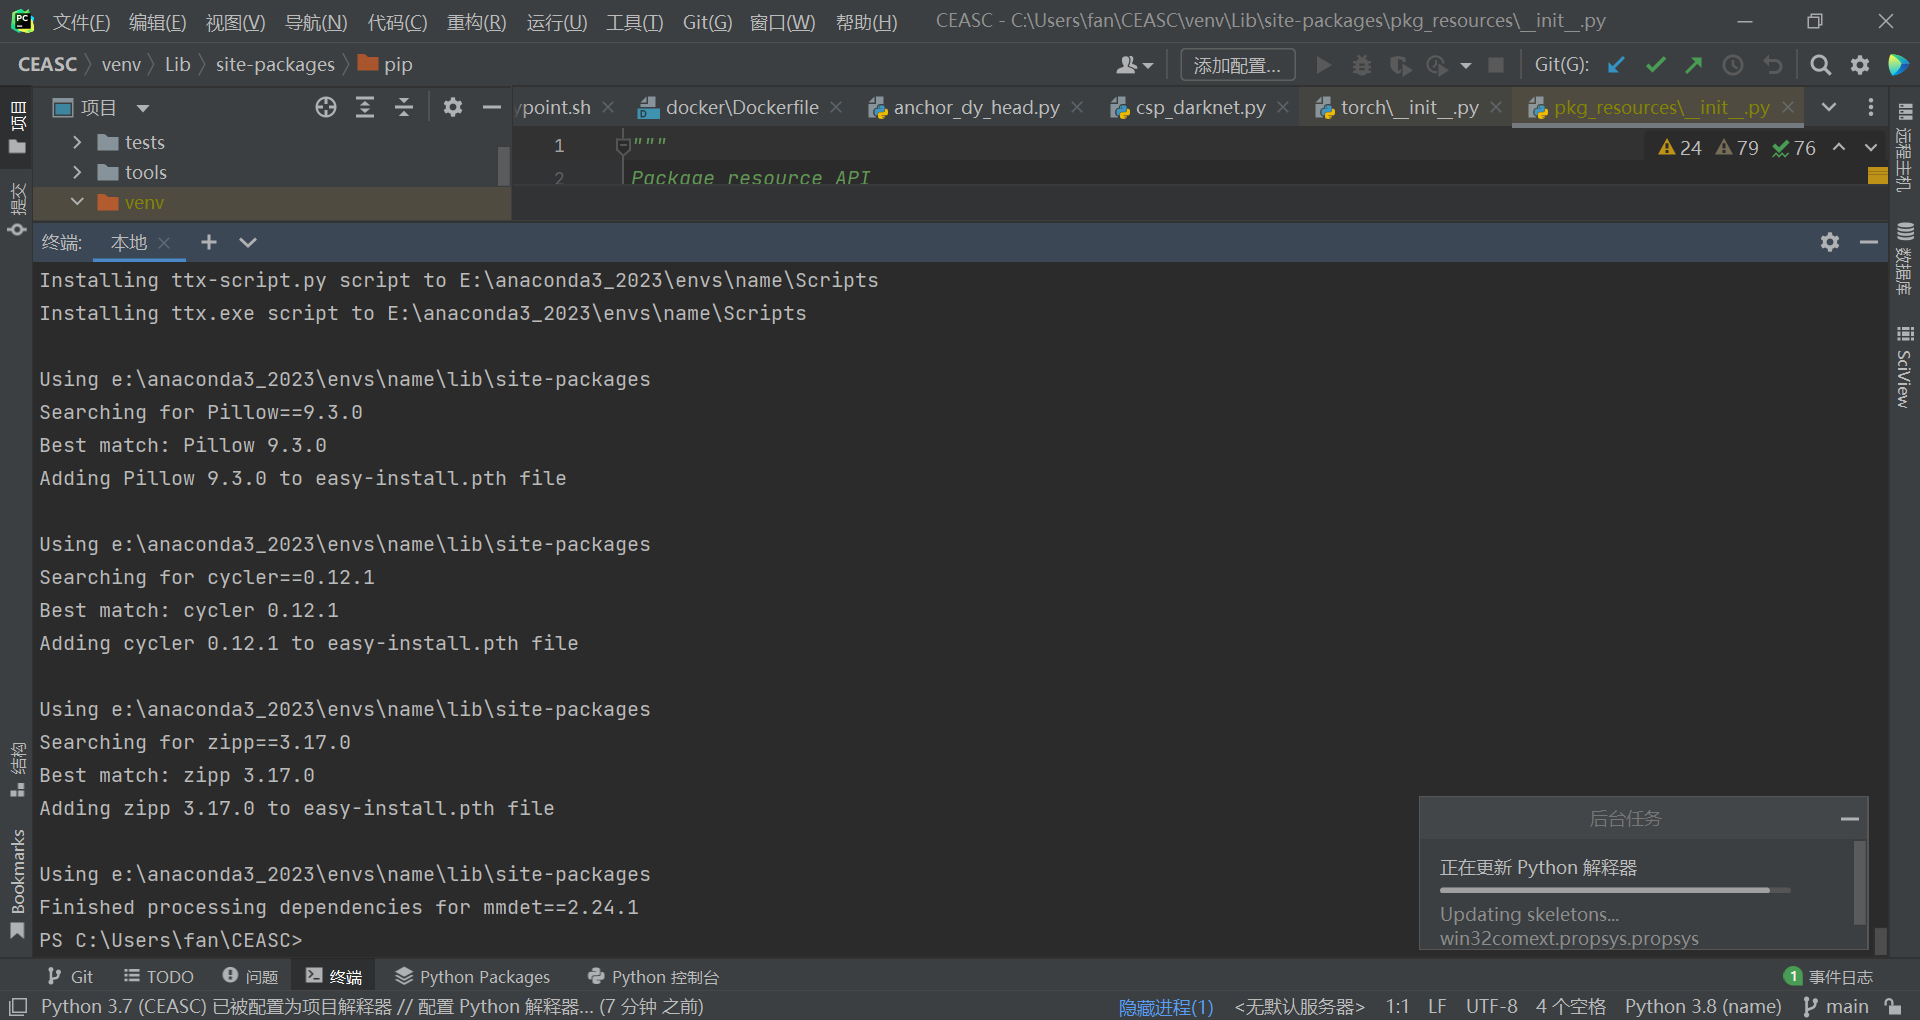 文件(F) 编辑(E) 视图(V) 导航(N) 代码(C) 重构(R) 运行(U) 工具(T) Git(G) 窗口(W) 帮助(H) CEASC - C:\Users\fan\CEASC\venv\Lib\site-packages\pkg_resources\__init__.py
CEASC venv Lib site-packages pip 添加配置... Git(G):
项目 ypoint.sh docker\Dockerfile anchor_dy_head.py csp_darknet.py torch\__init__.py pkg_resources\__init__.py
tests
tools
venv
1 """
2 Package resource API
24 79 76
项目
提交
结构
Bookmarks
远程主机
数据库
SciView
终端: 本地
Installing ttx-script.py script to E:\anaconda3_2023\envs\name\Scripts
Installing ttx.exe script to E:\anaconda3_2023\envs\name\Scripts
Using e:\anaconda3_2023\envs\name\lib\site-packages
Searching for Pillow==9.3.0
Best match: Pillow 9.3.0
Adding Pillow 9.3.0 to easy-install.pth file
Using e:\anaconda3_2023\envs\name\lib\site-packages
Searching for cycler==0.12.1
Best match: cycler 0.12.1
Adding cycler 0.12.1 to easy-install.pth file
Using e:\anaconda3_2023\envs\name\lib\site-packages
Searching for zipp==3.17.0
Best match: zipp 3.17.0
Adding zipp 3.17.0 to easy-install.pth file
Using e:\anaconda3_2023\envs\name\lib\site-packages
Finished processing dependencies for mmdet==2.24.1
PS C:\Users\fan\CEASC>
后台任务
正在更新 Python 解释器
Updating skeletons...
win32comext.propsys.propsys
Git TODO 问题 终端 Python Packages Python 控制台 1 事件日志
Python 3.7 (CEASC) 已被配置为项目解释器 // 配置 Python 解释器... (7 分钟 之前) 隐藏进程(1) <无默认服务器> 1:1 LF UTF-8 4 个空格 Python 3.8 (name) main